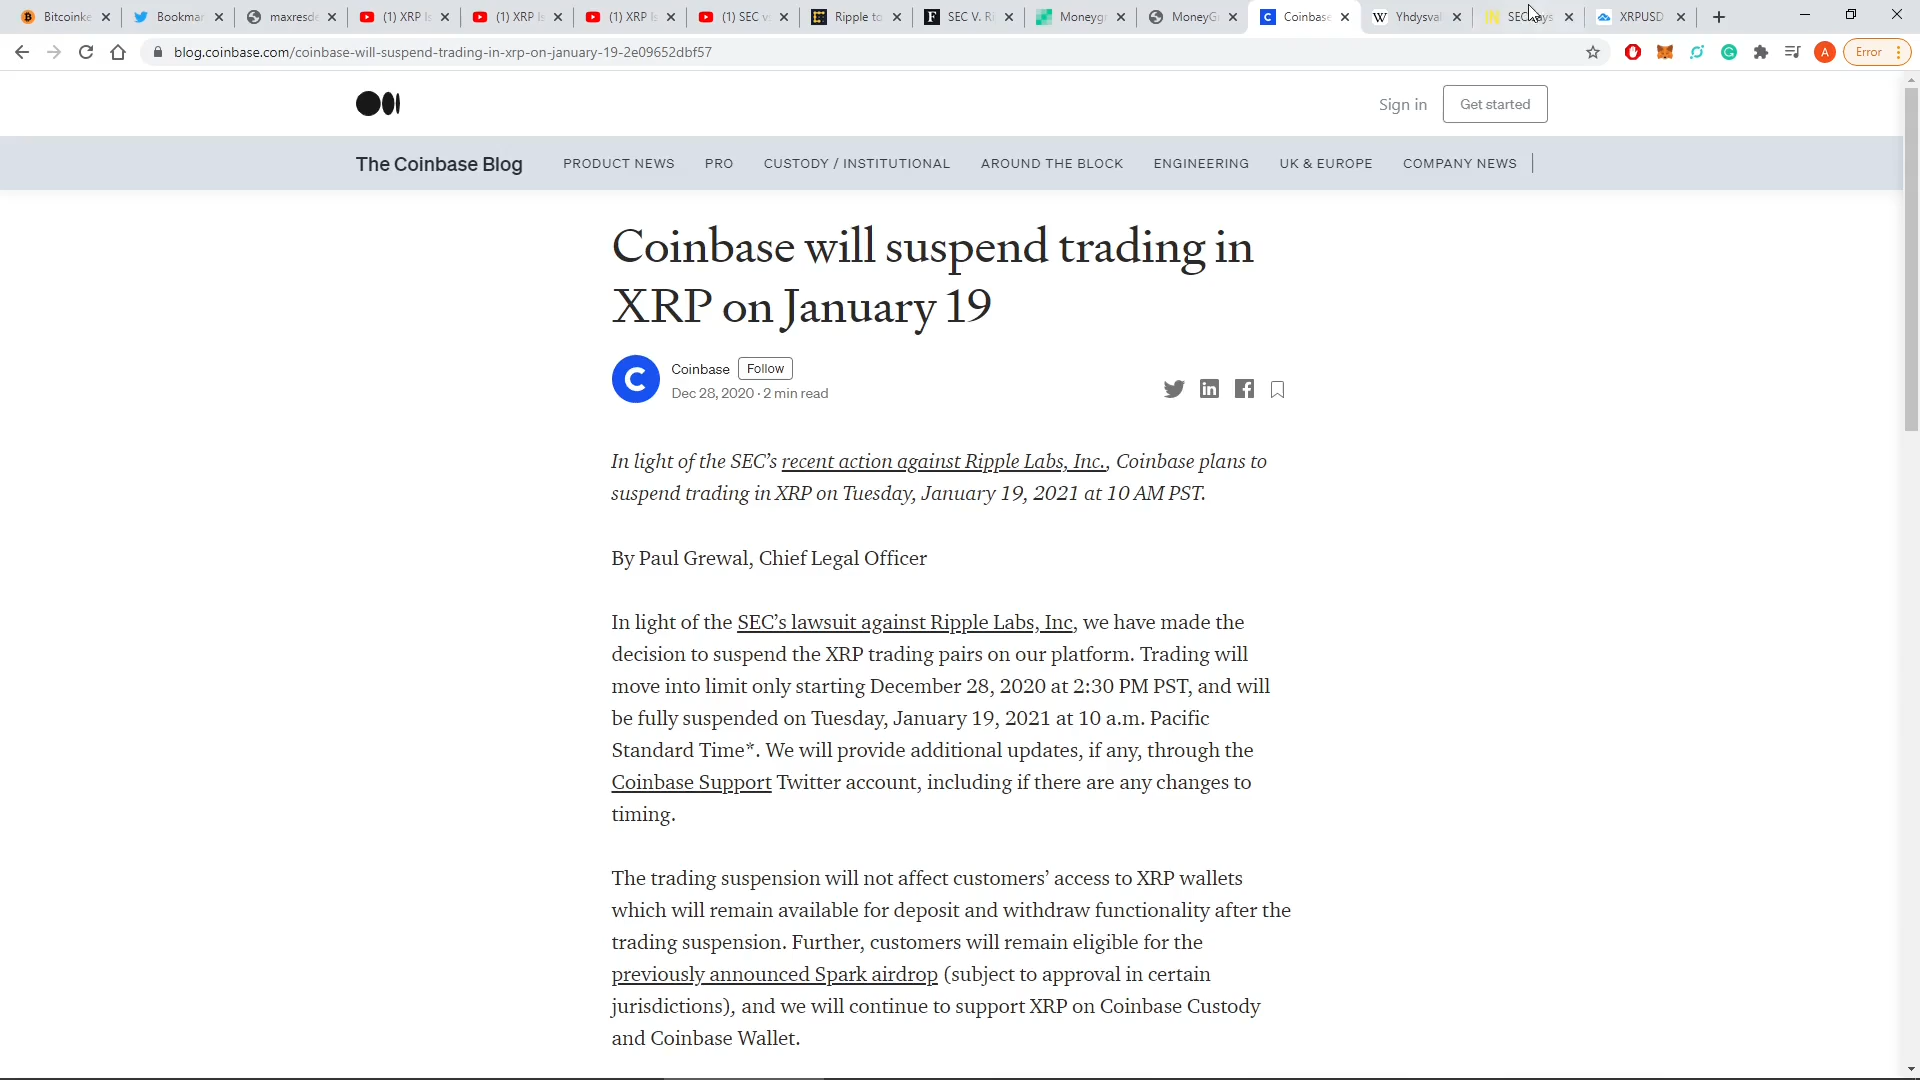 Bitcoinke
Bookmar
maxresde
(1) XRP Is
(1) XRP Is
(1) XRP Is
(1) SEC v
Ripple to
SEC V. Ri
Moneygr
MoneyGr
Coinbase
Yhdysval
XRPUSD
blog.coinbase.com/coinbase-will-suspend-trading-in-xrp-on-january-19-2e09652dbf57
A
Error
Sign in
Get started
The Coinbase Blog
PRODUCT NEWS
PRO
CUSTODY / INSTITUTIONAL
AROUND THE BLOCK
ENGINEERING
UK & EUROPE
COMPANY NEWS
Coinbase will suspend trading in
XRP on January 19
Coinbase
Follow
Dec 28, 2020 · 2 min read
In light of the SEC’s recent action against Ripple Labs, Inc., Coinbase plans to
suspend trading in XRP on Tuesday, January 19, 2021 at 10 AM PST.
By Paul Grewal, Chief Legal Officer
In light of the SEC’s lawsuit against Ripple Labs, Inc, we have made the
decision to suspend the XRP trading pairs on our platform. Trading will
move into limit only starting December 28, 2020 at 2:30 PM PST, and will
be fully suspended on Tuesday, January 19, 2021 at 10 a.m. Pacific
Standard Time*. We will provide additional updates, if any, through the
Coinbase Support Twitter account, including if there are any changes to
timing.
The trading suspension will not affect customers’ access to XRP wallets
which will remain available for deposit and withdraw functionality after the
trading suspension. Further, customers will remain eligible for the
previously announced Spark airdrop (subject to approval in certain
jurisdictions), and we will continue to support XRP on Coinbase Custody
and Coinbase Wallet.